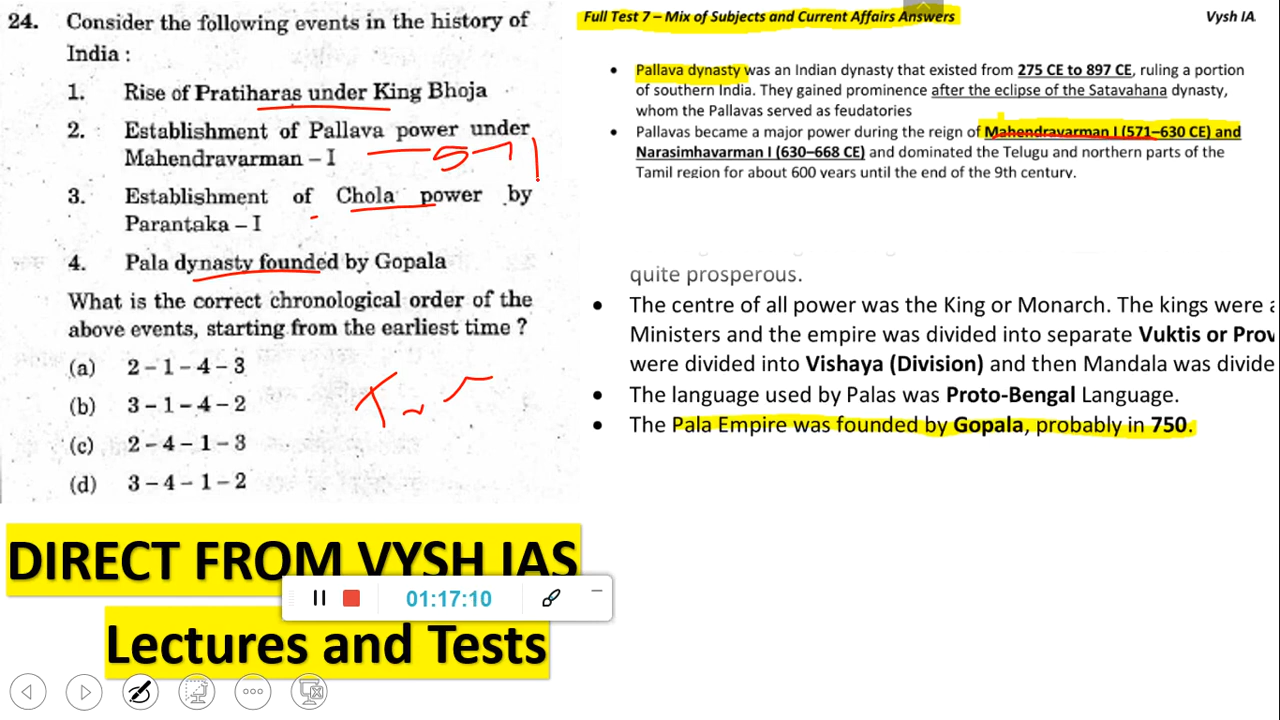 24. Consider the following events in the history of
India :
1. Rise of Pratiharas under King Bhoja
2. Establishment of Pallava power under
Mahendravarman – I
571
3. Establishment of Chola power by
Parantaka – I
4. Pala dynasty founded by Gopala
What is the correct chronological order of the
above events, starting from the earliest time ?
(a) 2 – 1 – 4 – 3
(b) 3 – 1 – 4 – 2
(c) 2 – 4 – 1 – 3
(d) 3 – 4 – 1 – 2
DIRECT FROM VYSH IAS
Lectures and Tests
01:17:10
Full Test 7 – Mix of Subjects and Current Affairs Answers
Vysh IA
• Pallava dynasty was an Indian dynasty that existed from 275 CE to 897 CE, ruling a portion
of southern India. They gained prominence after the eclipse of the Satavahana dynasty,
whom the Pallavas served as feudatories
• Pallavas became a major power during the reign of Mahendravarman I (571–630 CE) and
Narasimhavarman I (630–668 CE) and dominated the Telugu and northern parts of the
Tamil region for about 600 years until the end of the 9th century.
quite prosperous.
• The centre of all power was the King or Monarch. The kings were a
Ministers and the empire was divided into separate Vuktis or Prov
were divided into Vishaya (Division) and then Mandala was divide
• The language used by Palas was Proto-Bengal Language.
• The Pala Empire was founded by Gopala, probably in 750.